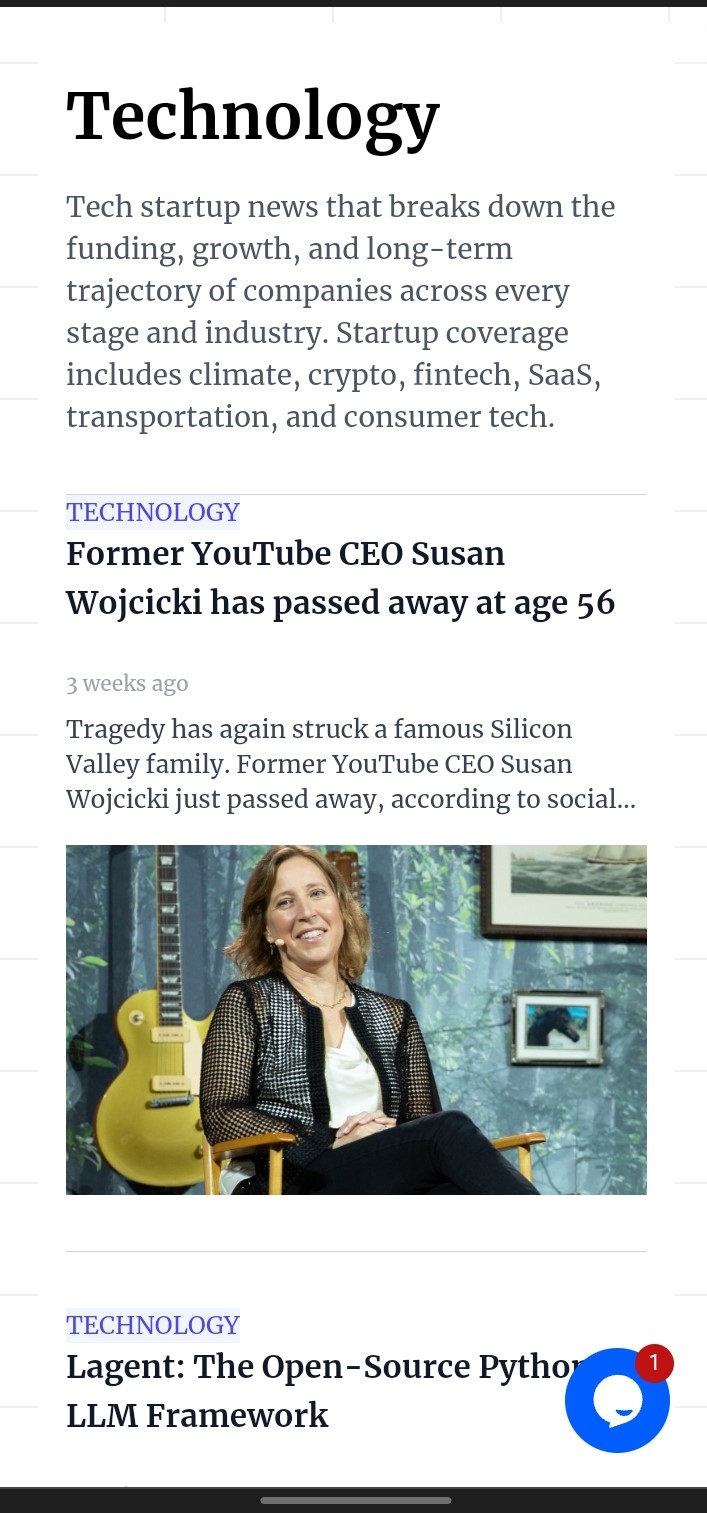 Technology
Tech startup news that breaks down the
funding, growth, and long-term
trajectory of companies across every
stage and industry. Startup coverage
includes climate, crypto, fintech, SaaS,
transportation, and consumer tech.
TECHNOLOGY
Former YouTube CEO Susan
Wojcicki has passed away at age 56
3 weeks ago
Tragedy has again struck a famous Silicon
Valley family. Former YouTube CEO Susan
Wojcicki just passed away, according to social...
TECHNOLOGY
Lagent: The Open-Source Python
LLM Framework
1